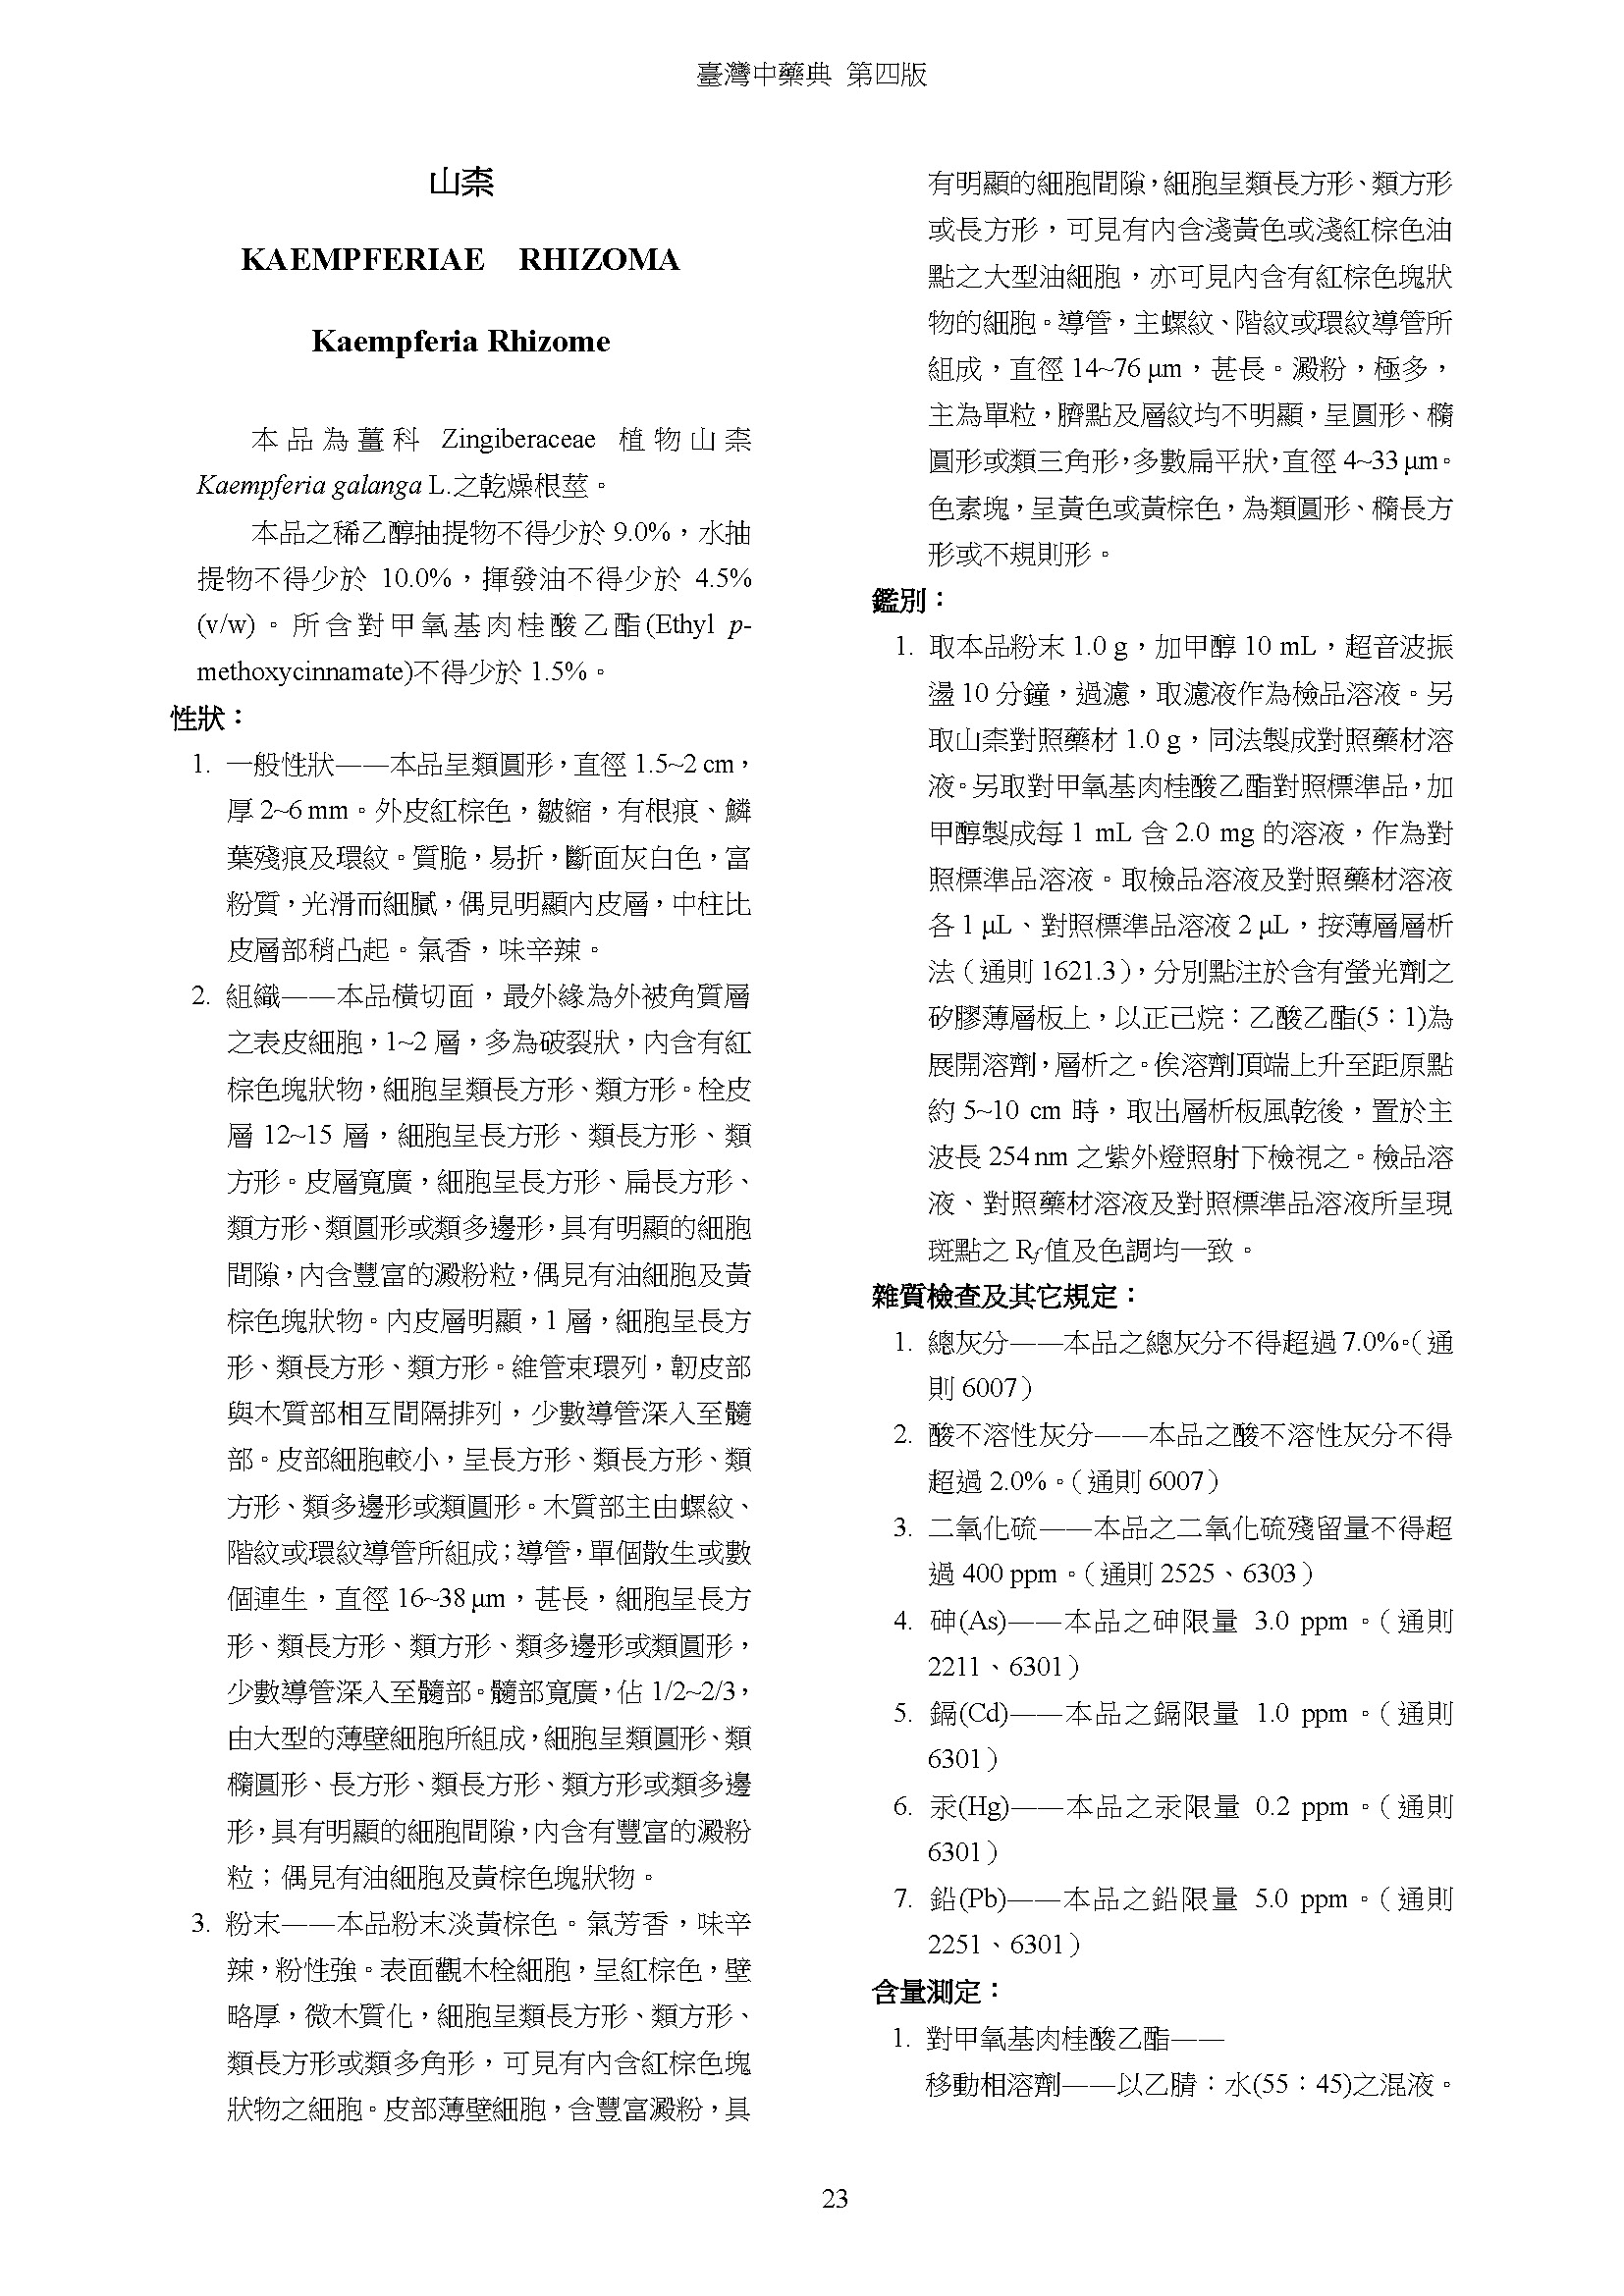 臺灣中藥典 第四版
山柰
KAEMPFERIAE RHIZOMA
Kaempferia Rhizome
本品為薑科 Zingiberaceae 植物山柰
Kaempferia galanga L.之乾燥根莖。
本品之稀乙醇抽提物不得少於 9.0%，水抽
提物不得少於 10.0%，揮發油不得少於 4.5%
(v/w)。所含對甲氧基肉桂酸乙酯(Ethyl p-
methoxycinnamate)不得少於 1.5%。
性狀：
1. 一般性狀——本品呈類圓形，直徑 1.5~2 cm，
厚 2~6 mm。外皮紅棕色，皺縮，有根痕、鱗
葉殘痕及環紋。質脆，易折，斷面灰白色，富
粉質，光滑而細膩，偶見明顯內皮層，中柱比
皮層部稍凸起。氣香，味辛辣。
2. 組織——本品橫切面，最外緣為外被角質層
之表皮細胞，1~2 層，多為破裂狀，內含有紅
棕色塊狀物，細胞呈類長方形、類方形。栓皮
層 12~15 層，細胞呈長方形、類長方形、類
方形。皮層寬廣，細胞呈長方形、扁長方形、
類方形、類圓形或類多邊形，具有明顯的細胞
間隙，內含豐富的澱粉粒，偶見有油細胞及黃
棕色塊狀物。內皮層明顯，1 層，細胞呈長方
形、類長方形、類方形。維管束環列，韌皮部
與木質部相互間隔排列，少數導管深入至髓
部。皮部細胞較小，呈長方形、類長方形、類
方形、類多邊形或類圓形。木質部主由螺紋、
階紋或環紋導管所組成；導管，單個散生或數
個連生，直徑 16~38 μm，甚長，細胞呈長方
形、類長方形、類方形、類多邊形或類圓形，
少數導管深入至髓部。髓部寬廣，佔 1/2~2/3，
由大型的薄壁細胞所組成，細胞呈類圓形、類
橢圓形、長方形、類長方形、類方形或類多邊
形，具有明顯的細胞間隙，內含有豐富的澱粉
粒；偶見有油細胞及黃棕色塊狀物。
3. 粉末——本品粉末淡黃棕色。氣芳香，味辛
辣，粉性強。表面觀木栓細胞，呈紅棕色，壁
略厚，微木質化，細胞呈類長方形、類方形、
類長方形或類多角形，可見有內含紅棕色塊
狀物之細胞。皮部薄壁細胞，含豐富澱粉，具
有明顯的細胞間隙，細胞呈類長方形、類方形
或長方形，可見有內含淺黃色或淺紅棕色油
點之大型油細胞，亦可見內含有紅棕色塊狀
物的細胞。導管，主螺紋、階紋或環紋導管所
組成，直徑 14~76 μm，甚長。澱粉，極多，
主為單粒，臍點及層紋均不明顯，呈圓形、橢
圓形或類三角形，多數扁平狀，直徑 4~33 μm。
色素塊，呈黃色或黃棕色，為類圓形、橢長方
形或不規則形。
鑑別：
1. 取本品粉末 1.0 g，加甲醇 10 mL，超音波振
盪 10 分鐘，過濾，取濾液作為檢品溶液。另
取山柰對照藥材 1.0 g，同法製成對照藥材溶
液。另取對甲氧基肉桂酸乙酯對照標準品，加
甲醇製成每 1 mL 含 2.0 mg 的溶液，作為對
照標準品溶液。取檢品溶液及對照藥材溶液
各 1 μL、對照標準品溶液 2 μL，按薄層層析
法（通則 1621.3），分別點注於含有螢光劑之
矽膠薄層板上，以正己烷：乙酸乙酯(5：1)為
展開溶劑，層析之。俟溶劑頂端上升至距原點
約 5~10 cm 時，取出層析板風乾後，置於主
波長 254 nm 之紫外燈照射下檢視之。檢品溶
液、對照藥材溶液及對照標準品溶液所呈現
斑點之 Rf值及色調均一致。
雜質檢查及其它規定：
1. 總灰分——本品之總灰分不得超過 7.0%。（通
則 6007）
2. 酸不溶性灰分——本品之酸不溶性灰分不得
超過 2.0%。（通則 6007）
3. 二氧化硫——本品之二氧化硫殘留量不得超
過 400 ppm。（通則 2525、6303）
4. 砷(As)——本品之砷限量 3.0 ppm。（通則
2211、6301）
5. 鎘(Cd)——本品之鎘限量 1.0 ppm。（通則
6301）
6. 汞(Hg)——本品之汞限量 0.2 ppm。（通則
6301）
7. 鉛(Pb)——本品之鉛限量 5.0 ppm。（通則
2251、6301）
含量測定：
1. 對甲氧基肉桂酸乙酯——
移動相溶劑——以乙腈：水(55：45)之混液。
23